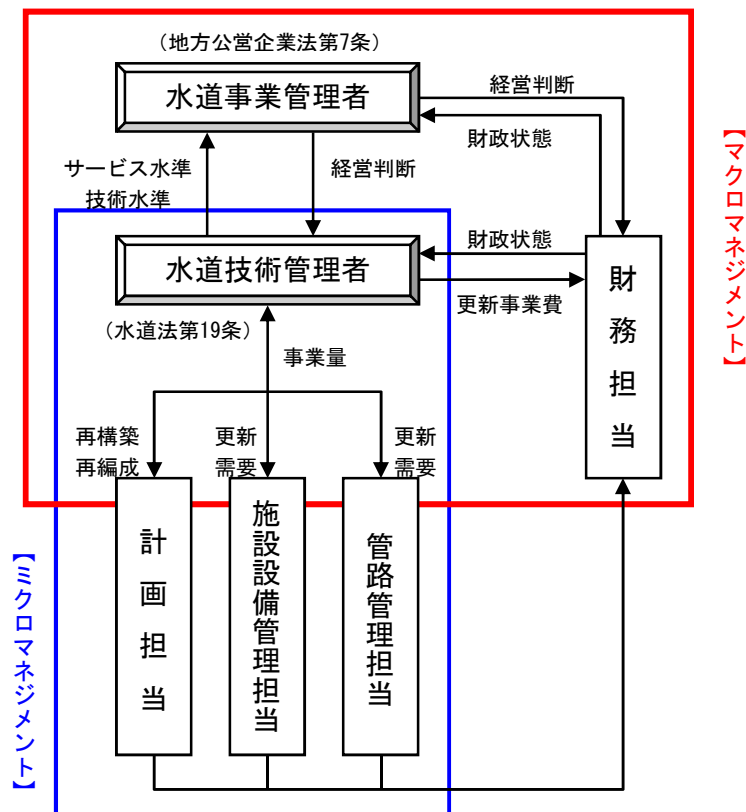 (地方公営企業法第7条)
水道事業管理者
経営判断
財政状態
サービス水準
技術水準
経営判断
水道技術管理者
財政状態
更新事業費
(水道法第19条)
事業量
財務担当
再構築
再編成
更新
需要
更新
需要
計画担当
施設設備管理担当
管路管理担当
【マクロマネジメント】
【ミクロマネジメント】